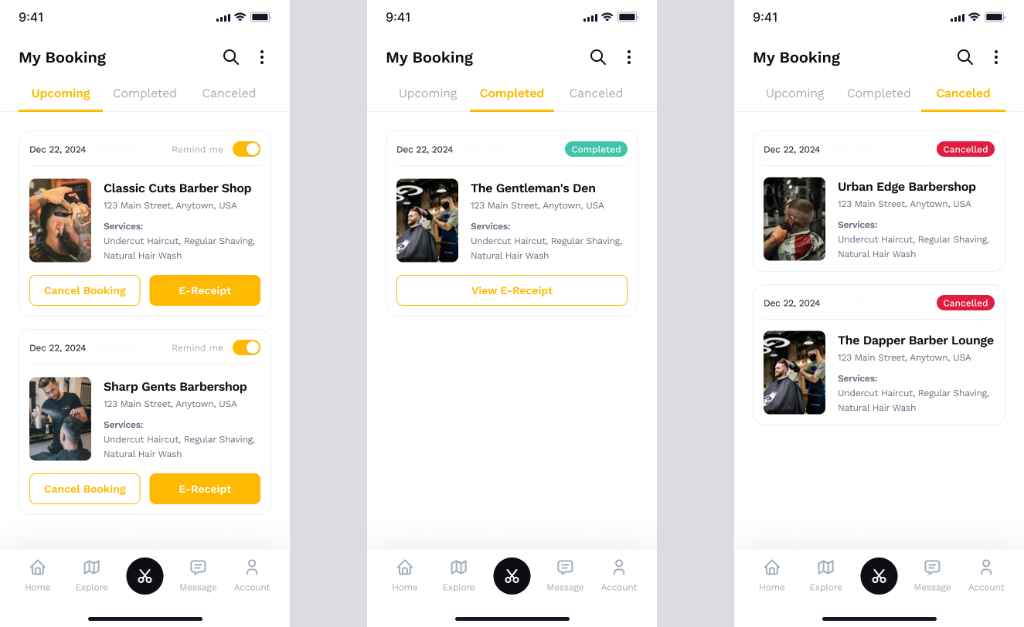 9:41
My Booking
Upcoming Completed Canceled
Dec 22, 2024 Remind me
Classic Cuts Barber Shop
123 Main Street, Anytown, USA
Services:
Undercut Haircut, Regular Shaving,
Natural Hair Wash
Cancel Booking E-Receipt
Dec 22, 2024 Remind me
Sharp Gents Barbershop
123 Main Street, Anytown, USA
Services:
Undercut Haircut, Regular Shaving,
Natural Hair Wash
Cancel Booking E-Receipt
Home Explore Message Account
9:41
My Booking
Upcoming Completed Canceled
Dec 22, 2024 Completed
The Gentleman's Den
123 Main Street, Anytown, USA
Services:
Undercut Haircut, Regular Shaving,
Natural Hair Wash
View E-Receipt
Home Explore Message Account
9:41
My Booking
Upcoming Completed Canceled
Dec 22, 2024 Cancelled
Urban Edge Barbershop
123 Main Street, Anytown, USA
Services:
Undercut Haircut, Regular Shaving,
Natural Hair Wash
Dec 22, 2024 Cancelled
The Dapper Barber Lounge
123 Main Street, Anytown, USA
Services:
Undercut Haircut, Regular Shaving,
Natural Hair Wash
Home Explore Message Account